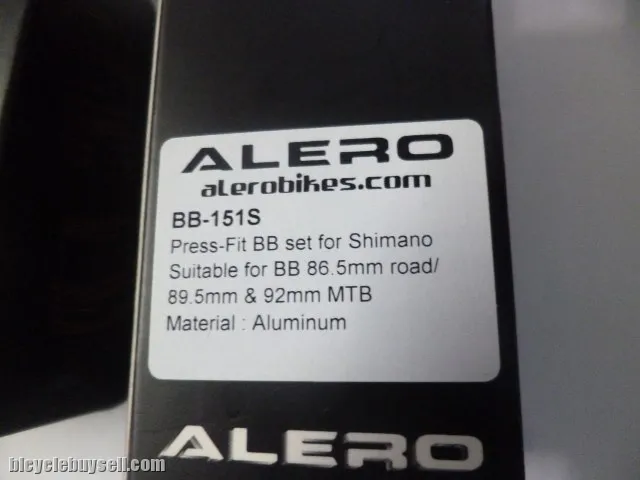 ALERO
alerobikes.com
BB-151S
Press-Fit BB set for Shimano
Suitable for BB 86.5mm road/
89.5mm & 92mm MTB
Material : Aluminum
ALERO
bicyclebuysell.com